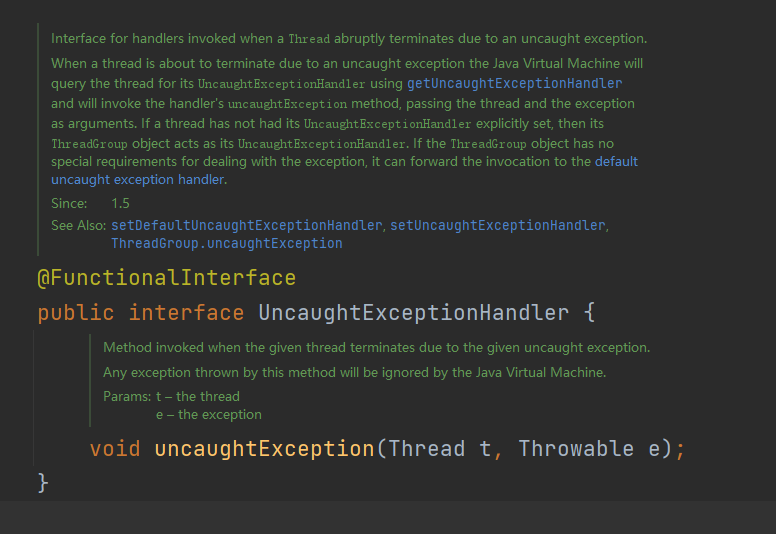 Interface for handlers invoked when a Thread abruptly terminates due to an uncaught exception.
When a thread is about to terminate due to an uncaught exception the Java Virtual Machine will
query the thread for its UncaughtExceptionHandler using getUncaughtExceptionHandler
and will invoke the handler's uncaughtException method, passing the thread and the exception
as arguments. If a thread has not had its UncaughtExceptionHandler explicitly set, then its
ThreadGroup object acts as its UncaughtExceptionHandler. If the ThreadGroup object has no
special requirements for dealing with the exception, it can forward the invocation to the default
uncaught exception handler.
Since: 1.5
See Also: setDefaultUncaughtExceptionHandler, setUncaughtExceptionHandler,
ThreadGroup.uncaughtException
@FunctionalInterface
public interface UncaughtExceptionHandler {
Method invoked when the given thread terminates due to the given uncaught exception.
Any exception thrown by this method will be ignored by the Java Virtual Machine.
Params: t – the thread
e – the exception
void uncaughtException(Thread t, Throwable e);
}